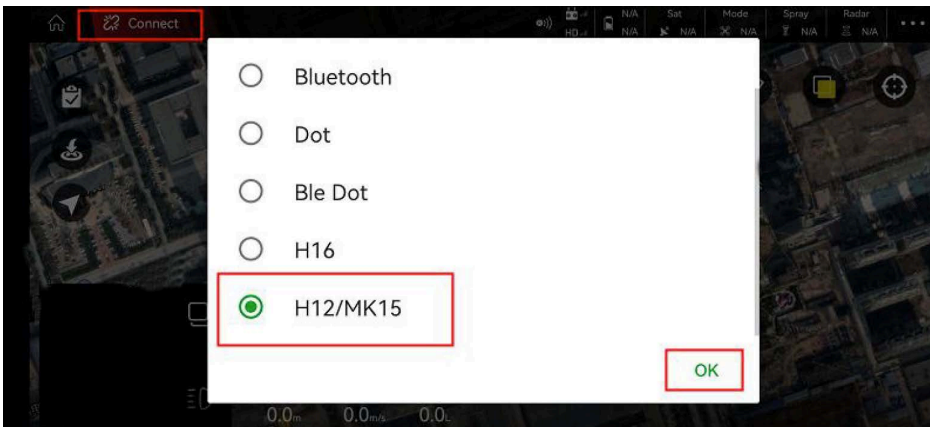 Connect
N/A Sat Mode Spray Radar
HD N/A N/A N/A N/A N/A
Bluetooth
Dot
Ble Dot
H16
H12/MK15
OK
0.0m 0.0m/s 0.0L